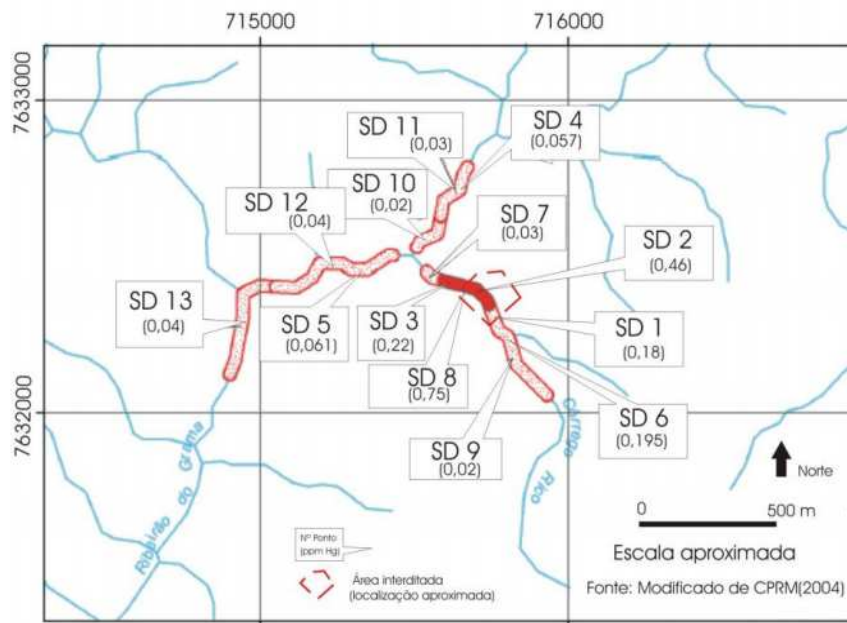 715000
716000
7633000
SD 11
(0,03)
SD 4
(0,057)
SD 10
(0,02)
SD 12
(0,04)
SD 7
(0,03)
SD 2
(0,46)
SD 13
(0,04)
SD 5
(0,061)
SD 3
(0,22)
SD 1
(0,18)
SD 8
(0,75)
SD 6
(0,195)
SD 9
(0,02)
7632000
Ribeirão do Grama
Córrego Rico
Norte
0 500 m
Escala aproximada
Fonte: Modificado de CPRM(2004)
Nº Ponto
(ppm Hg)
Área interditada
(localização aproximada)